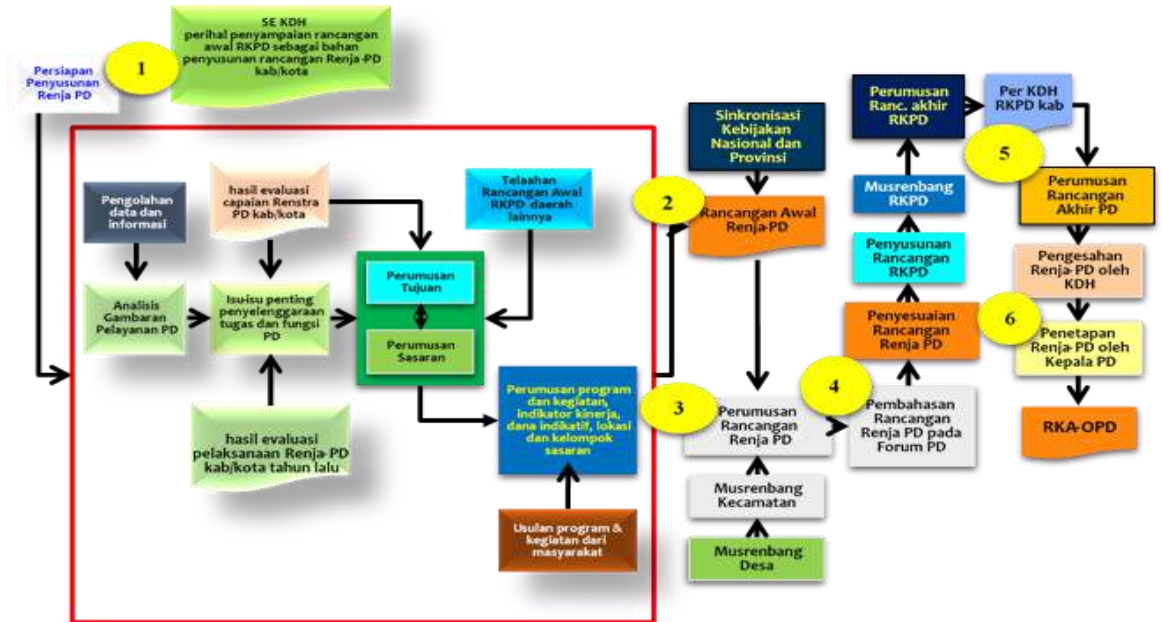 Persiapan
Penyusunan
Renja PD
1
SE KDH
perihal penyampaian rancangan
awal RKPD sebagai bahan
penyusunan rancangan Renja-PD
kab/kota
Pengolahan
data dan
informasi
hasil evaluasi
capaian Renstra
PD kab/kota
Telaahan
Rancangan Awal
RKPD daerah
lainnya
Analisis
Gambaran
Pelayanan PD
Isu-isu penting
penyelenggaraan
tugas dan fungsi
PD
Perumusan
Tujuan
Perumusan
Sasaran
hasil evaluasi
pelaksanaan Renja-PD
kab/kota tahun lalu
Perumusan program
dan kegiatan,
indikator kinerja,
dana indikatif, lokasi
dan kelompok
sasaran
Usulan program &
kegiatan dari
masyarakat
Sinkronisasi
Kebijakan
Nasional dan
Provinsi
2
Rancangan Awal
Renja-PD
3
Perumusan
Rancangan
Renja PD
Musrenbang
Kecamatan
Musrenbang
Desa
4
Pembahasan
Rancangan
Renja PD pada
Forum PD
Penyesuaian
Rancangan
Renja PD
Penyusunan
Rancangan
RKPD
Musrenbang
RKPD
Perumusan
Ranc. akhir
RKPD
Per KDH
RKPD kab
5
Perumusan
Rancangan
Akhir PD
Pengesahan
Renja-PD oleh
KDH
6
Penetapan
Renja-PD oleh
Kepala PD
RKA-OPD